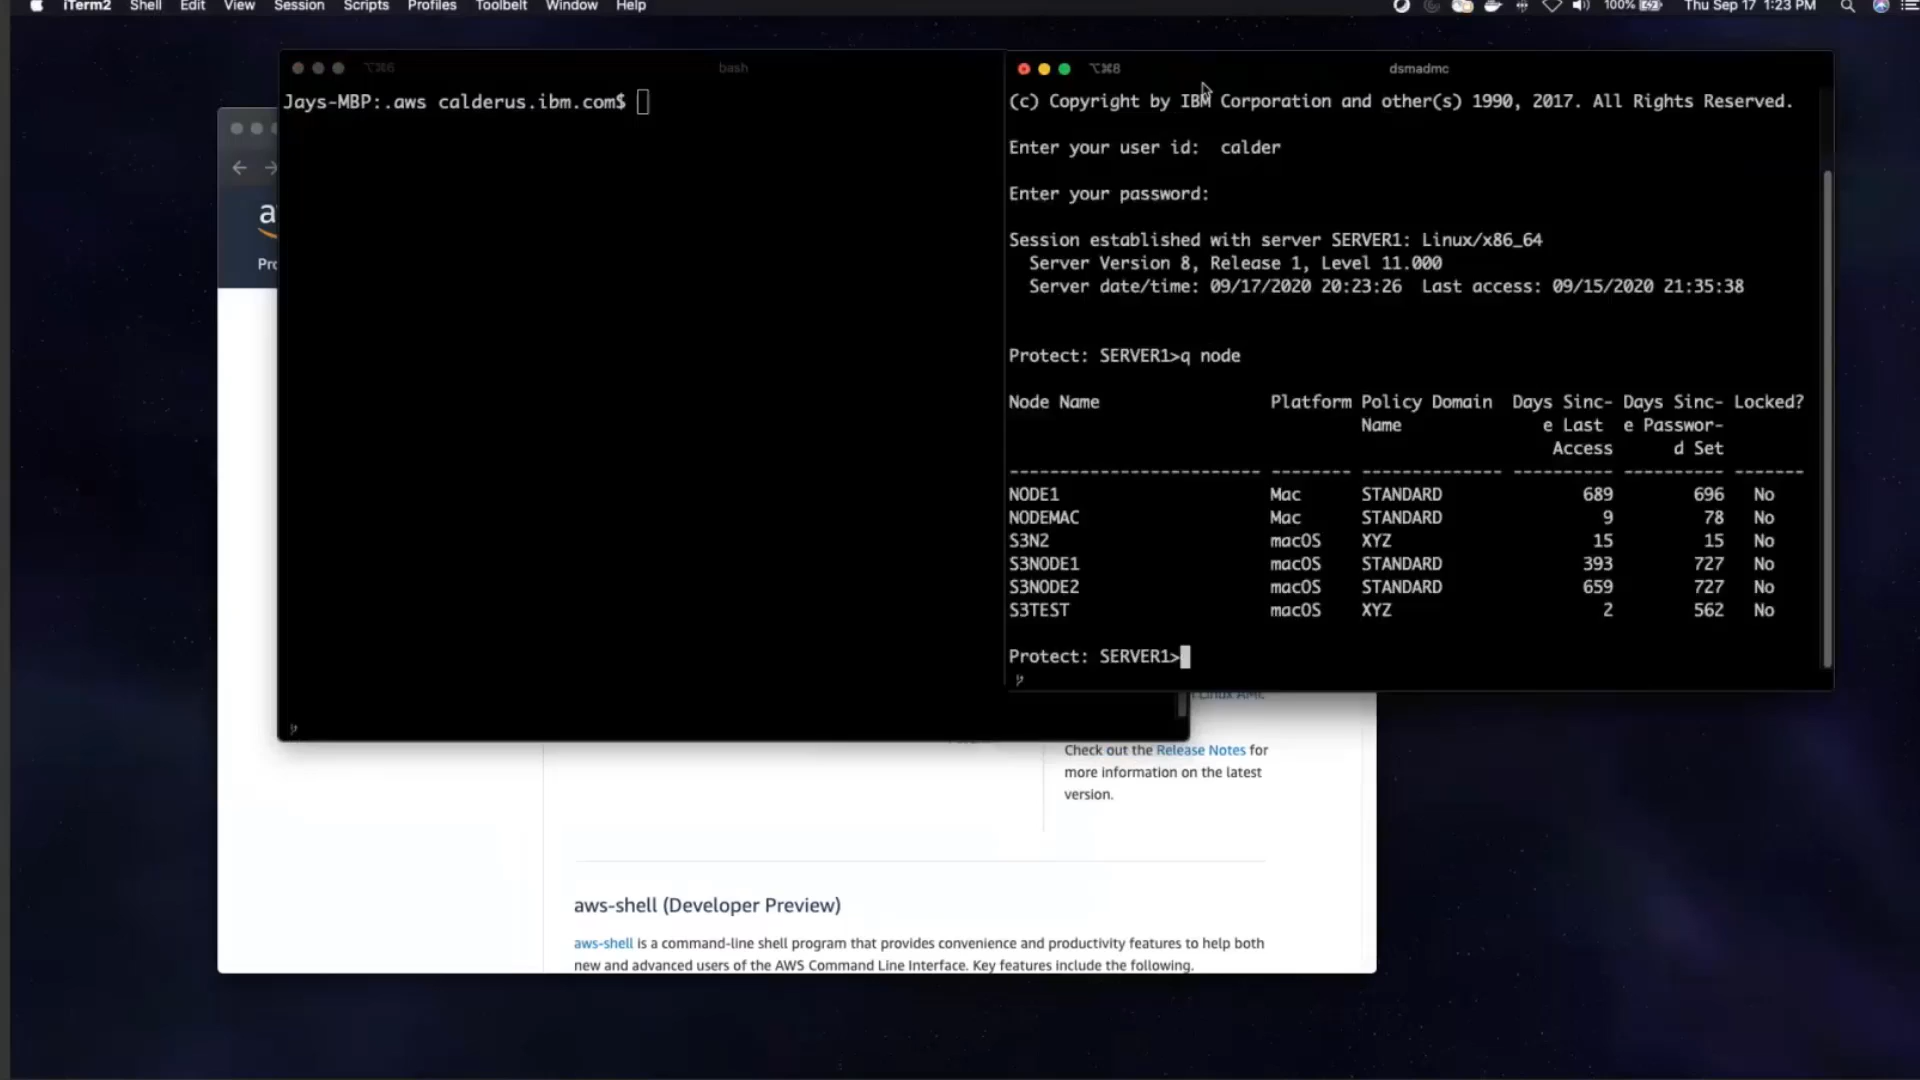 iTerm2 Shell Edit View Session Scripts Profiles Toolbelt Window Help
100% Thu Sep 17 1:23 PM
⌥⌘6 bash
Jays-MBP:.aws calderus.ibm.com$
⌥⌘8 dsmadmc
(c) Copyright by IBM Corporation and other(s) 1990, 2017. All Rights Reserved.
Enter your user id: calder
Enter your password:
Session established with server SERVER1: Linux/x86_64
Server Version 8, Release 1, Level 11.000
Server date/time: 09/17/2020 20:23:26 Last access: 09/15/2020 21:35:38
Protect: SERVER1>q node
Node Name Platform Policy Domain Days Sinc- Days Sinc- Locked?
Name e Last e Passwor-
Access d Set
------------------------- -------- -------------- ---------- ---------- -------
NODE1 Mac STANDARD 689 696 No
NODEMAC Mac STANDARD 9 78 No
S3N2 macOS XYZ 15 15 No
S3NODE1 macOS STANDARD 393 727 No
S3NODE2 macOS STANDARD 659 727 No
S3TEST macOS XYZ 2 562 No
Protect: SERVER1>
Linux AMI.
Check out the Release Notes for
more information on the latest
version.
aws-shell (Developer Preview)
aws-shell is a command-line shell program that provides convenience and productivity features to help both
new and advanced users of the AWS Command Line Interface. Key features include the following.